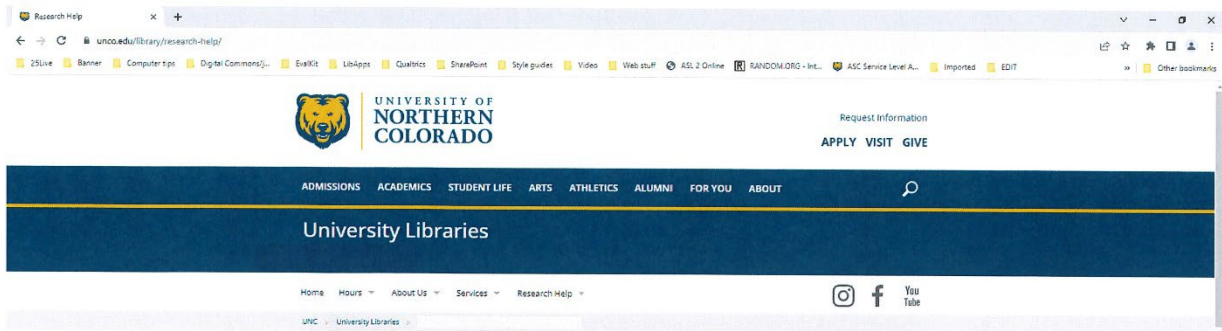 Research Help
unco.edu/library/research-help/
25Live Banner Computer tips Digital Commons/j... EvalKit LibApps Qualtrics SharePoint Style guides Video Web stuff ASL 2 Online RANDOM.ORG - Int... ASC Service Level A... Imported EDIT » Other bookmarks
UNIVERSITY OF
NORTHERN
COLORADO
Request Information
APPLY VISIT GIVE
ADMISSIONS ACADEMICS STUDENT LIFE ARTS ATHLETICS ALUMNI FOR YOU ABOUT
University Libraries
Home Hours About Us Services Research Help
You
Tube
UNC > University Libraries >